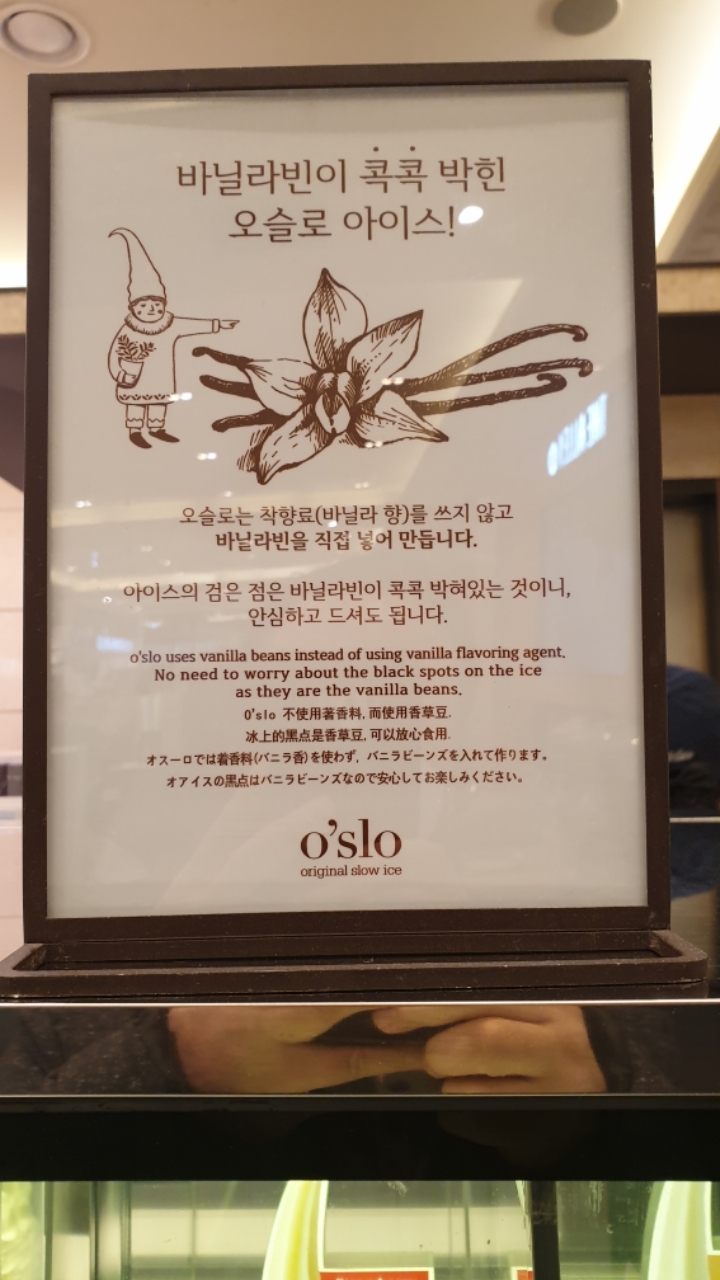 바닐라빈이 콕콕 박힌
오슬로 아이스!
오슬로는 착향료(바닐라 향)를 쓰지 않고
바닐라빈을 직접 넣어 만듭니다.
아이스의 검은 점은 바닐라빈이 콕콕 박혀있는 것이니,
안심하고 드셔도 됩니다.
o'slo uses vanilla beans instead of using vanilla flavoring agent.
No need to worry about the black spots on the ice
as they are the vanilla beans.
O'slo 不使用著香料, 而使用香草豆.
冰上的黑点是香草豆, 可以放心食用.
オスーロでは着香料(バニラ香)を使わず, バニラビーンズを入れて作ります。
オアイスの黒点はバニラビーンズなので安心してお楽しみください。
o'slo
original slow ice